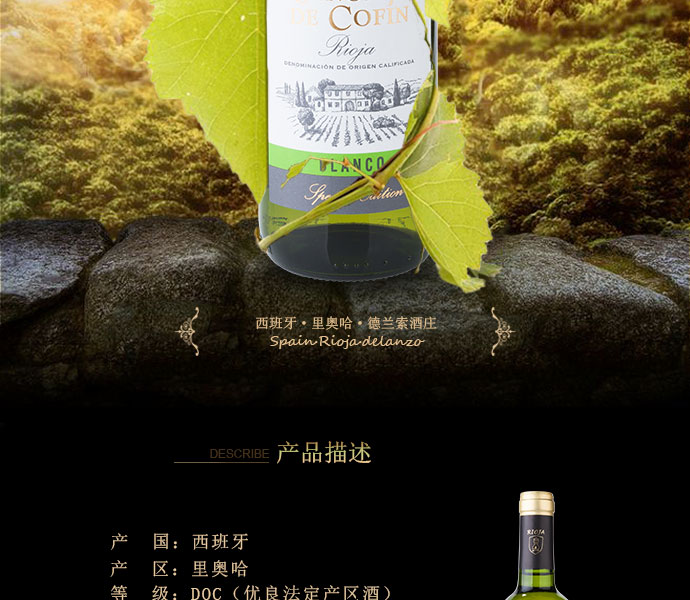 DE COFIN
Rioja
DENOMINACIÓN DE ORIGEN CALIFICADA
BLANCO
西班牙·里奥哈·德兰索酒庄
Spain Rioja delanzo
DESCRIBE 产品描述
产 国：西班牙
RIOJA
产 区：里奥哈
等 级：DOC（优良法定产区酒）